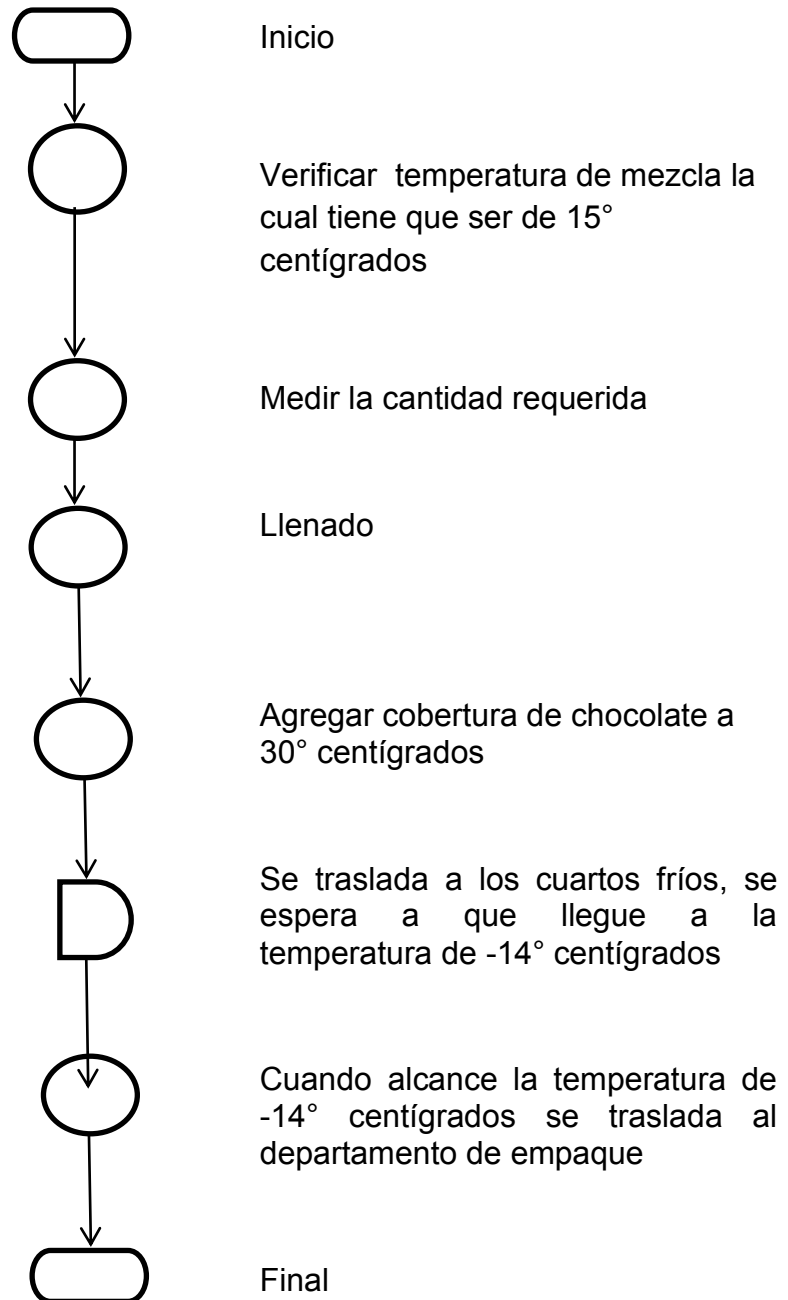 Inicio
Verificar temperatura de mezcla la
cual tiene que ser de 15°
centígrados
Medir la cantidad requerida
Llenado
Agregar cobertura de chocolate a
30° centígrados
Se traslada a los cuartos fríos, se
espera a que llegue a la
temperatura de -14° centígrados
Cuando alcance la temperatura de
-14° centígrados se traslada al
departamento de empaque
Final